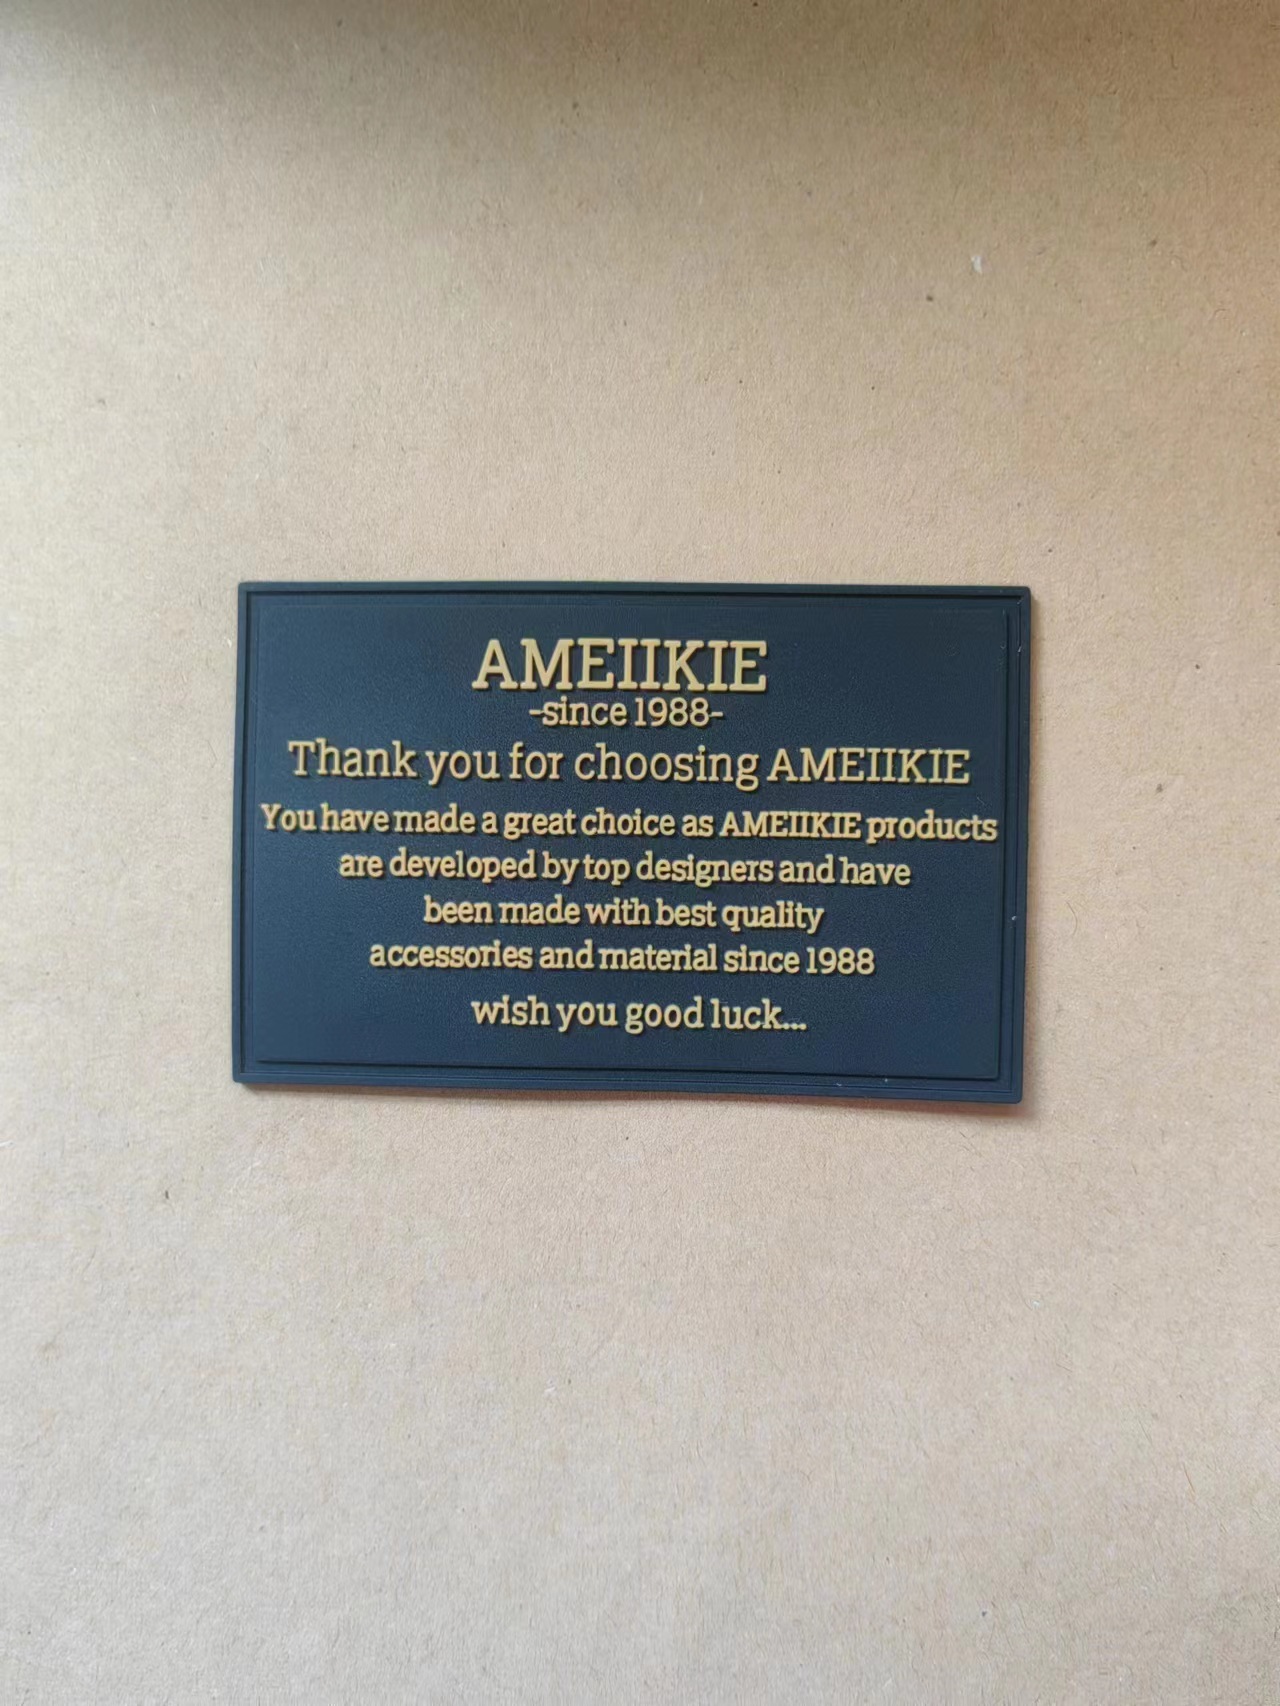 AMEIIKIE
-since 1988-
Thank you for choosing AMEIIKIE
You have made a great choice as AMEIIKIE products
are developed by top designers and have
been made with best quality
accessories and material since 1988
wish you good luck...